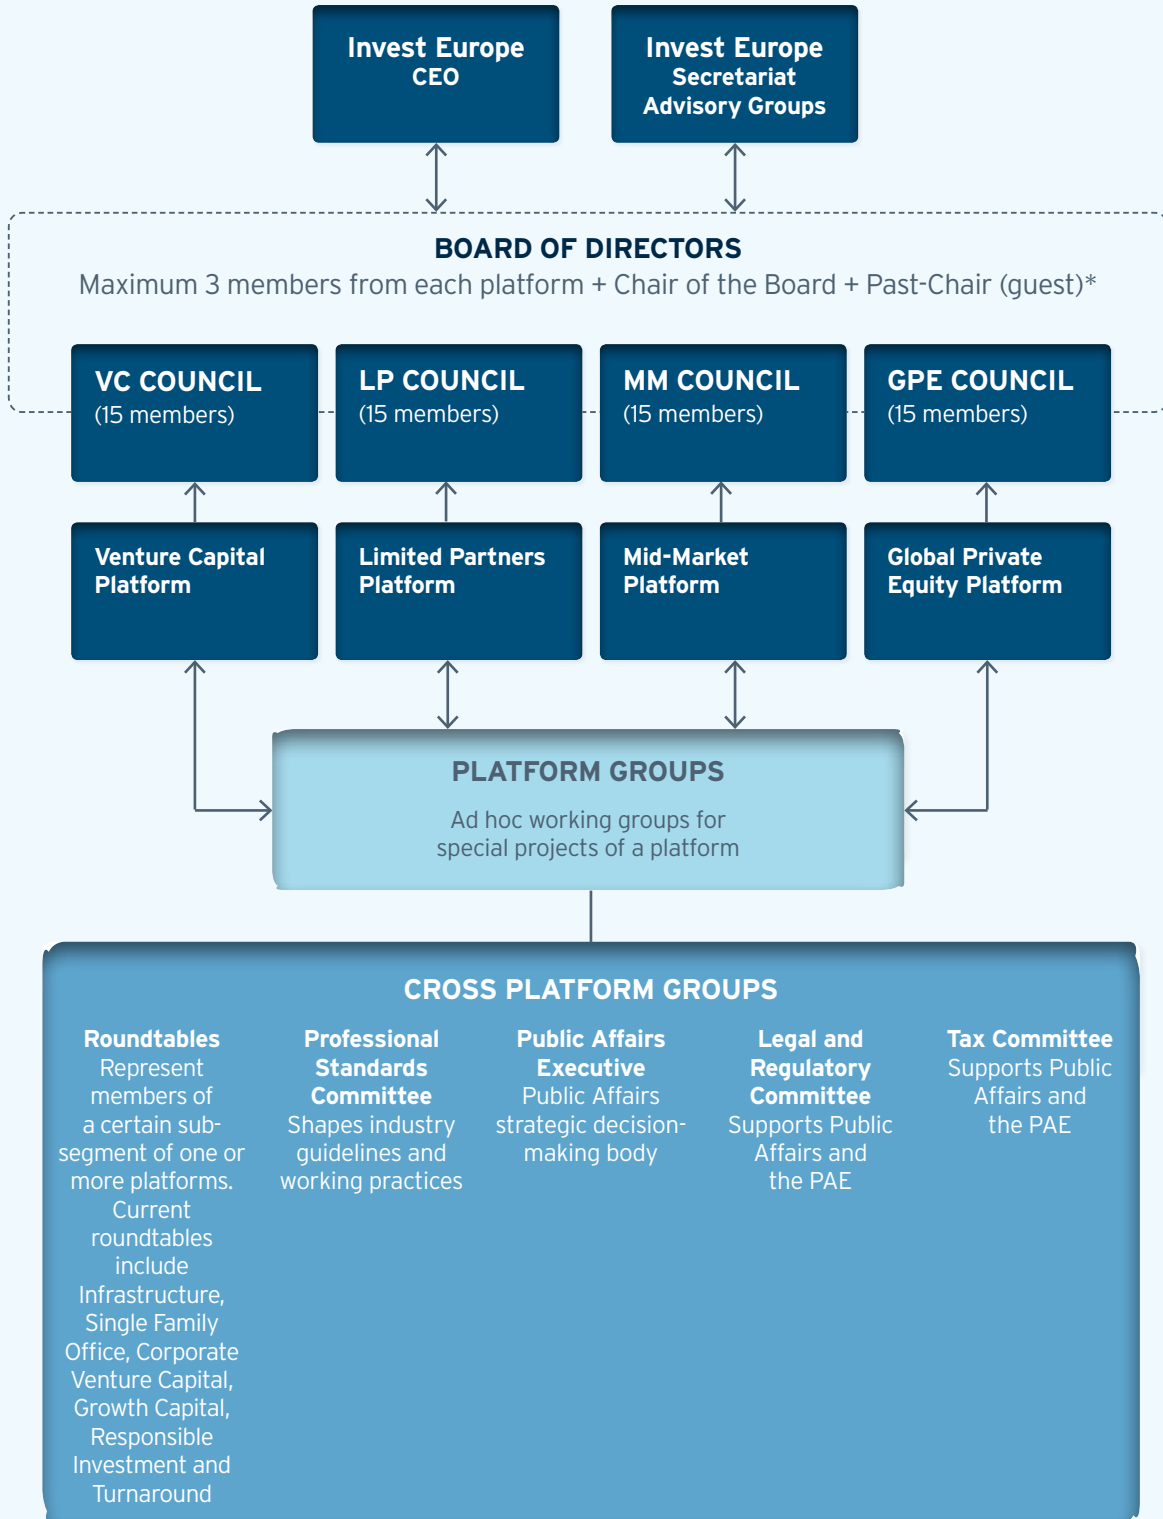 Invest Europe
CEO
Invest Europe
Secretariat
Advisory Groups
BOARD OF DIRECTORS
Maximum 3 members from each platform + Chair of the Board + Past-Chair (guest)*
VC COUNCIL
(15 members)
LP COUNCIL
(15 members)
MM COUNCIL
(15 members)
GPE COUNCIL
(15 members)
Venture Capital
Platform
Limited Partners
Platform
Mid-Market
Platform
Global Private
Equity Platform
PLATFORM GROUPS
Ad hoc working groups for
special projects of a platform
CROSS PLATFORM GROUPS
Roundtables
Represent
members of
a certain sub-
segment of one or
more platforms.
Current
roundtables
include
Infrastructure,
Single Family
Office, Corporate
Venture Capital,
Growth Capital,
Responsible
Investment and
Turnaround
Professional
Standards
Committee
Shapes industry
guidelines and
working practices
Public Affairs
Executive
Public Affairs
strategic decision-
making body
Legal and
Regulatory
Committee
Supports Public
Affairs and
the PAE
Tax Committee
Supports Public
Affairs and
the PAE